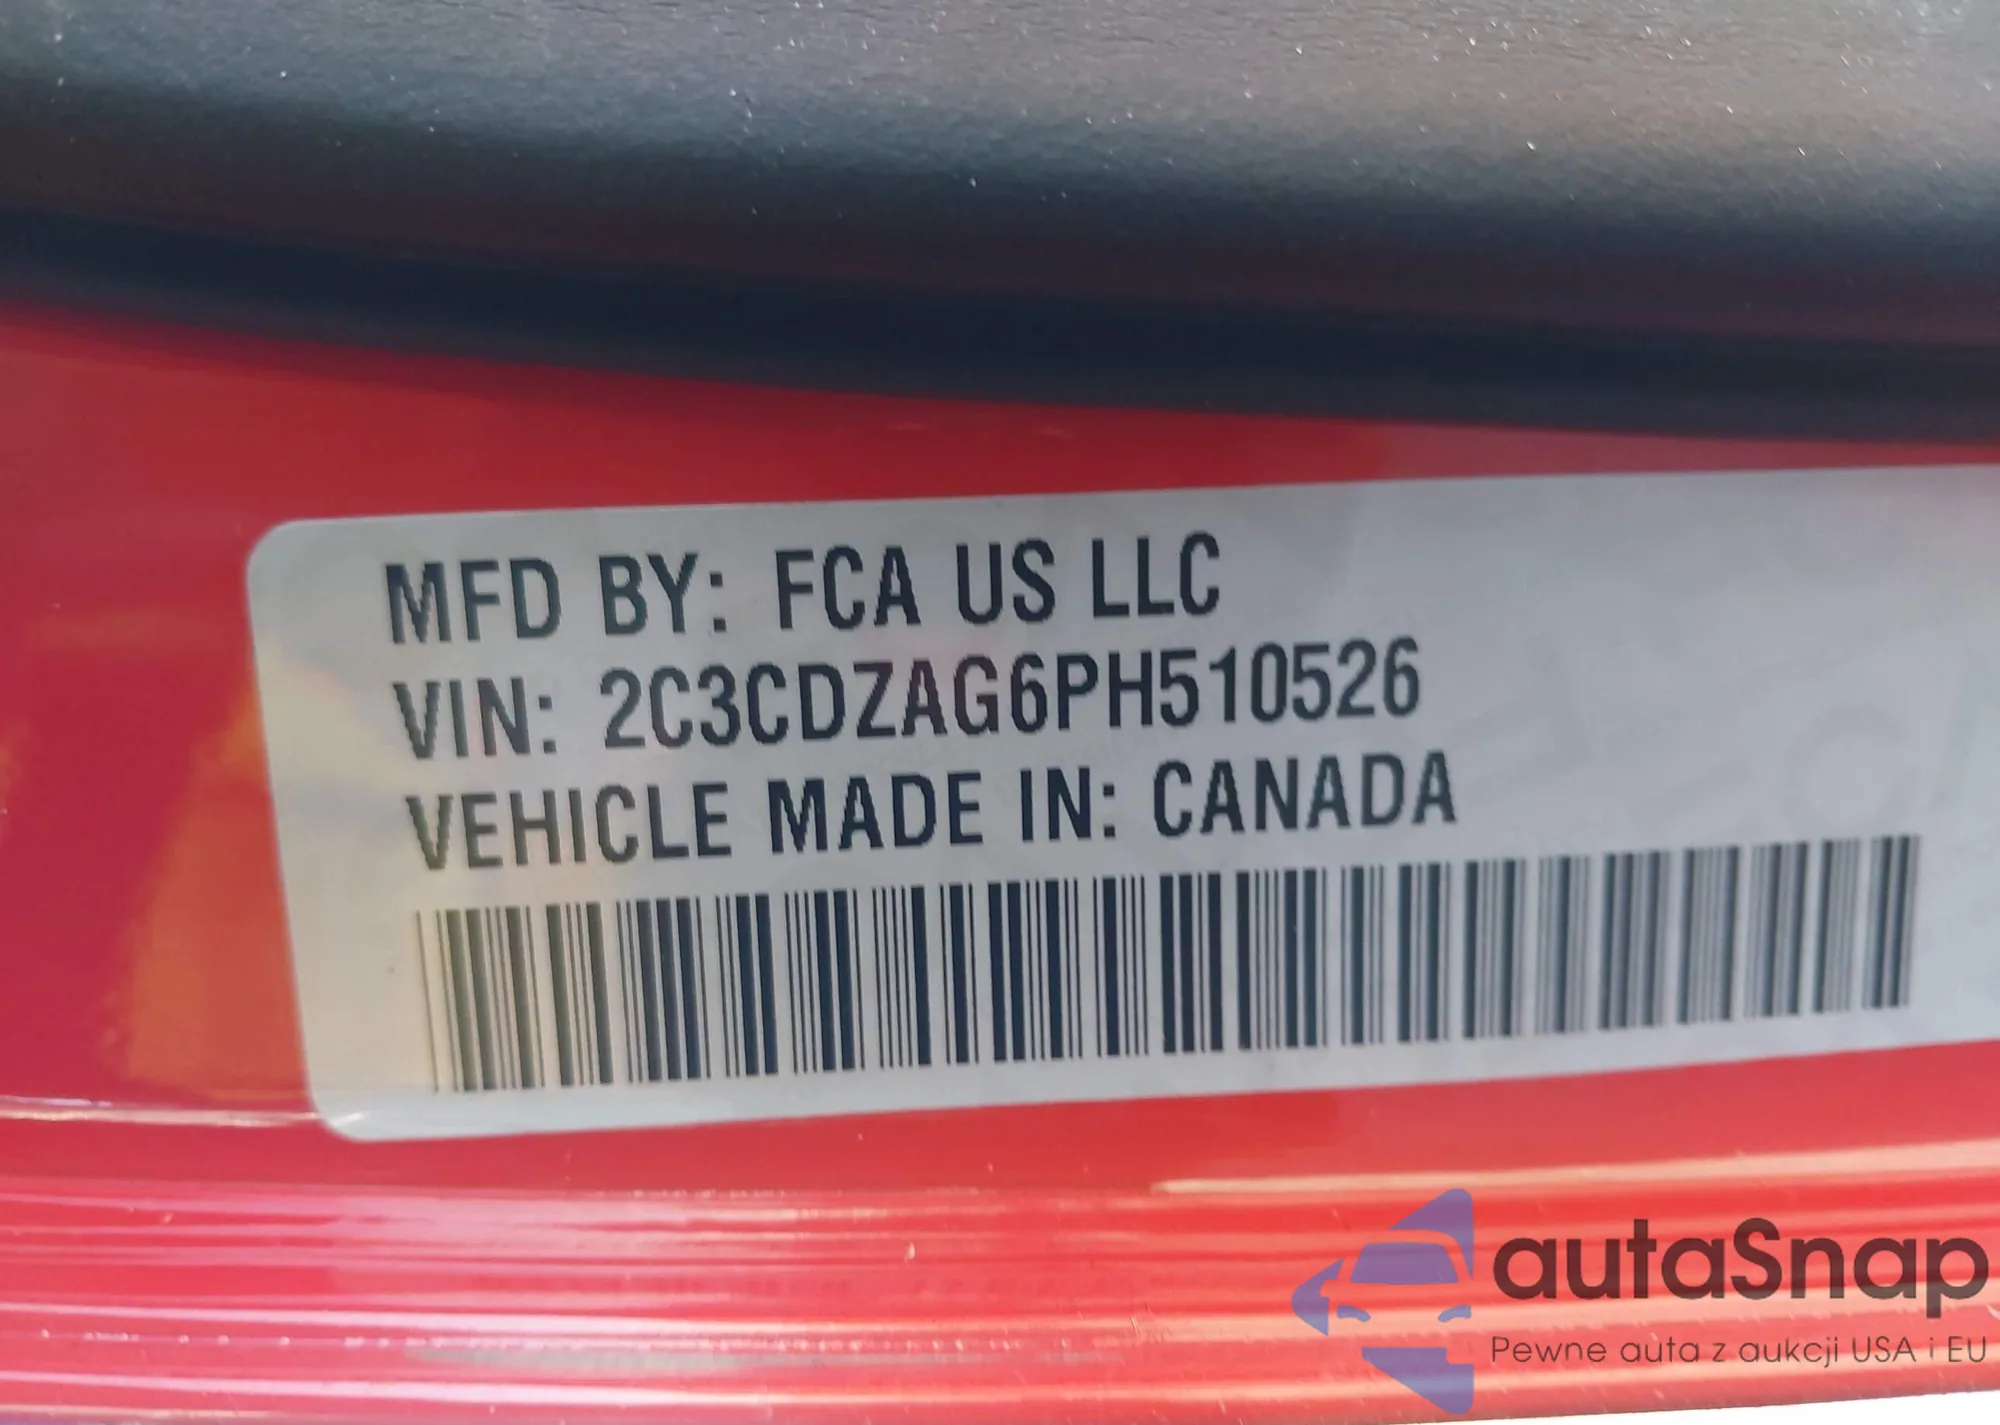 MFD BY: FCA US LLC
VIN: 2C3CDZAG6PH510526
VEHICLE MADE IN: CANADA
autaSnap
Pewne auta z aukcji USA i EU